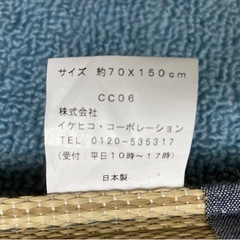 サイズ 約70X150cm
CC06
株式会社
イケヒコ・コーポレーション
TEL 0120-535317
(受付:平日10時～17時)
日本製